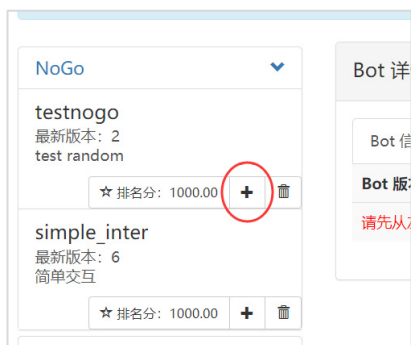 NoGo
testnogo
最新版本：2
test random
排名分：1000.00
simple_inter
最新版本：6
简单交互
排名分：1000.00
Bot 详
Bot 信
Bot 版
请先从